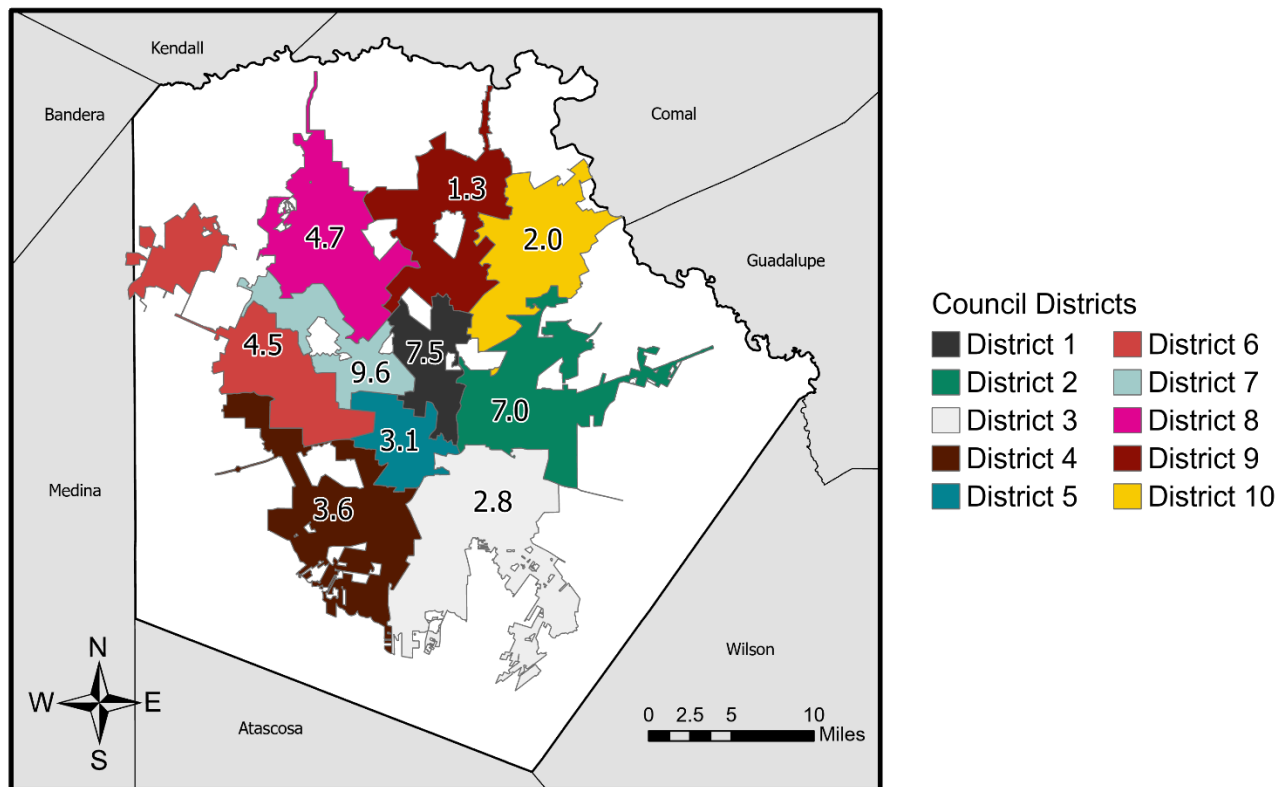 Kendall
Bandera
Comal
1.3
4.7
2.0
Guadalupe
4.5
7.5
9.6
7.0
3.1
Medina
3.6
2.8
Wilson
Atascosa
N
W
E
S
0 2.5 5 10
Miles
Council Districts
District 1
District 2
District 3
District 4
District 5
District 6
District 7
District 8
District 9
District 10